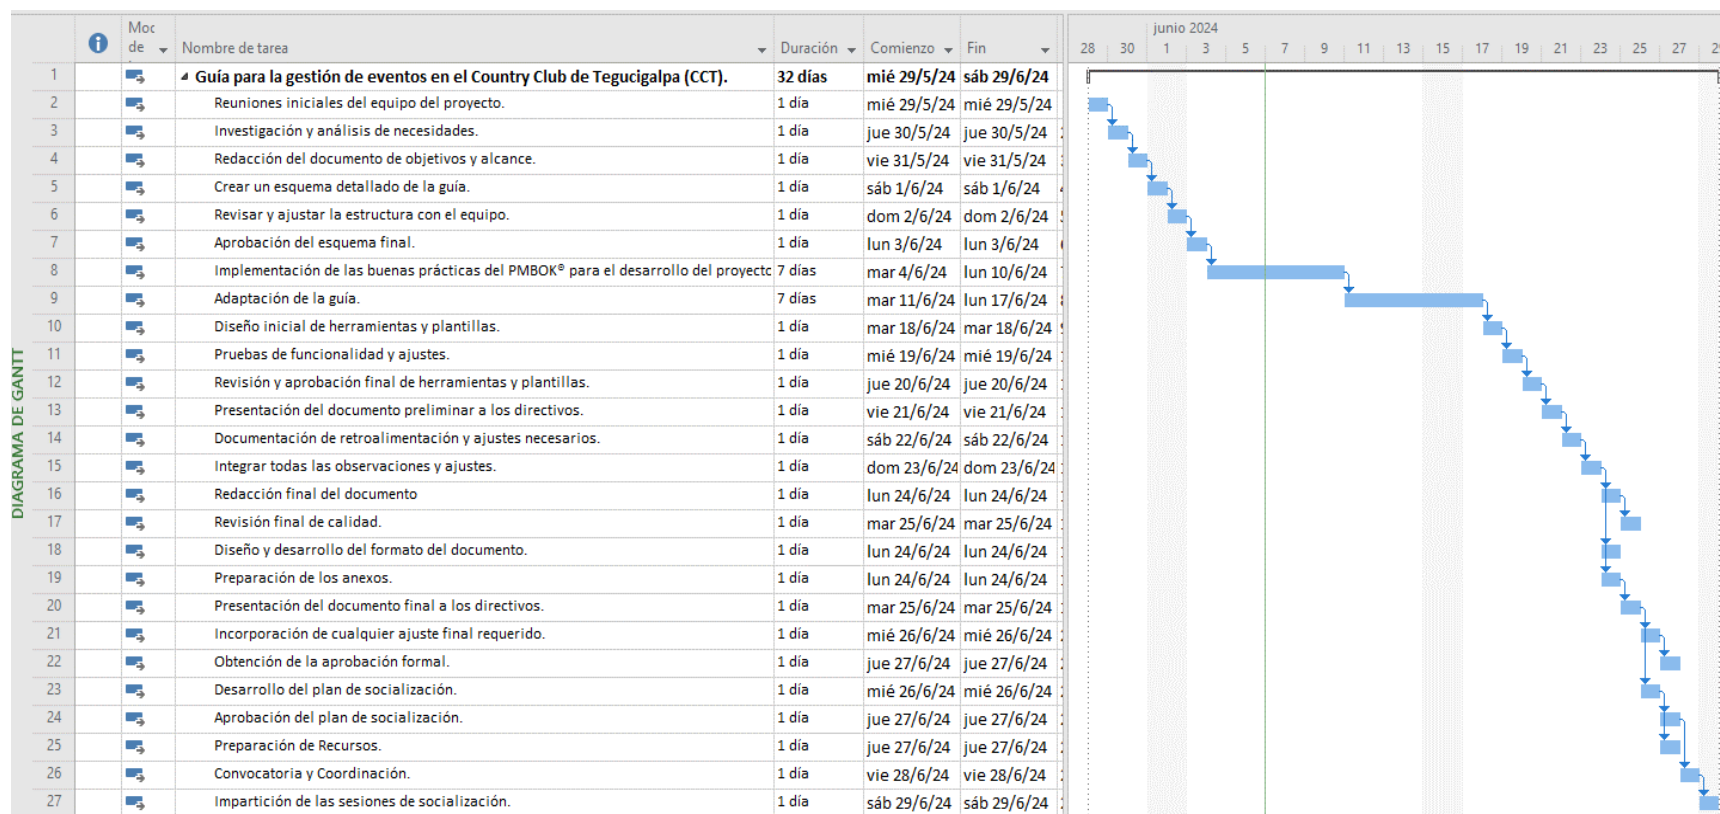 Moc
de
Nombre de tarea Duración Comienzo Fin
junio 2024
28 30 1 3 5 7 9 11 13 15 17 19 21 23 25 27 29
DIAGRAMA DE GANTT
1 Guía para la gestión de eventos en el Country Club de Tegucigalpa (CCT). 32 días mié 29/5/24 sáb 29/6/24
2 Reuniones iniciales del equipo del proyecto. 1 día mié 29/5/24 mié 29/5/24
3 Investigación y análisis de necesidades. 1 día jue 30/5/24 jue 30/5/24
4 Redacción del documento de objetivos y alcance. 1 día vie 31/5/24 vie 31/5/24
5 Crear un esquema detallado de la guía. 1 día sáb 1/6/24 sáb 1/6/24
6 Revisar y ajustar la estructura con el equipo. 1 día dom 2/6/24 dom 2/6/24
7 Aprobación del esquema final. 1 día lun 3/6/24 lun 3/6/24
8 Implementación de las buenas prácticas del PMBOK® para el desarrollo del proyecto 7 días mar 4/6/24 lun 10/6/24
9 Adaptación de la guía. 7 días mar 11/6/24 lun 17/6/24
10 Diseño inicial de herramientas y plantillas. 1 día mar 18/6/24 mar 18/6/24
11 Pruebas de funcionalidad y ajustes. 1 día mié 19/6/24 mié 19/6/24
12 Revisión y aprobación final de herramientas y plantillas. 1 día jue 20/6/24 jue 20/6/24
13 Presentación del documento preliminar a los directivos. 1 día vie 21/6/24 vie 21/6/24
14 Documentación de retroalimentación y ajustes necesarios. 1 día sáb 22/6/24 sáb 22/6/24
15 Integrar todas las observaciones y ajustes. 1 día dom 23/6/24 dom 23/6/24
16 Redacción final del documento 1 día lun 24/6/24 lun 24/6/24
17 Revisión final de calidad. 1 día mar 25/6/24 mar 25/6/24
18 Diseño y desarrollo del formato del documento. 1 día lun 24/6/24 lun 24/6/24
19 Preparación de los anexos. 1 día lun 24/6/24 lun 24/6/24
20 Presentación del documento final a los directivos. 1 día mar 25/6/24 mar 25/6/24
21 Incorporación de cualquier ajuste final requerido. 1 día mié 26/6/24 mié 26/6/24
22 Obtención de la aprobación formal. 1 día jue 27/6/24 jue 27/6/24
23 Desarrollo del plan de socialización. 1 día mié 26/6/24 mié 26/6/24
24 Aprobación del plan de socialización. 1 día jue 27/6/24 jue 27/6/24
25 Preparación de Recursos. 1 día jue 27/6/24 jue 27/6/24
26 Convocatoria y Coordinación. 1 día vie 28/6/24 vie 28/6/24
27 Impartición de las sesiones de socialización. 1 día sáb 29/6/24 sáb 29/6/24